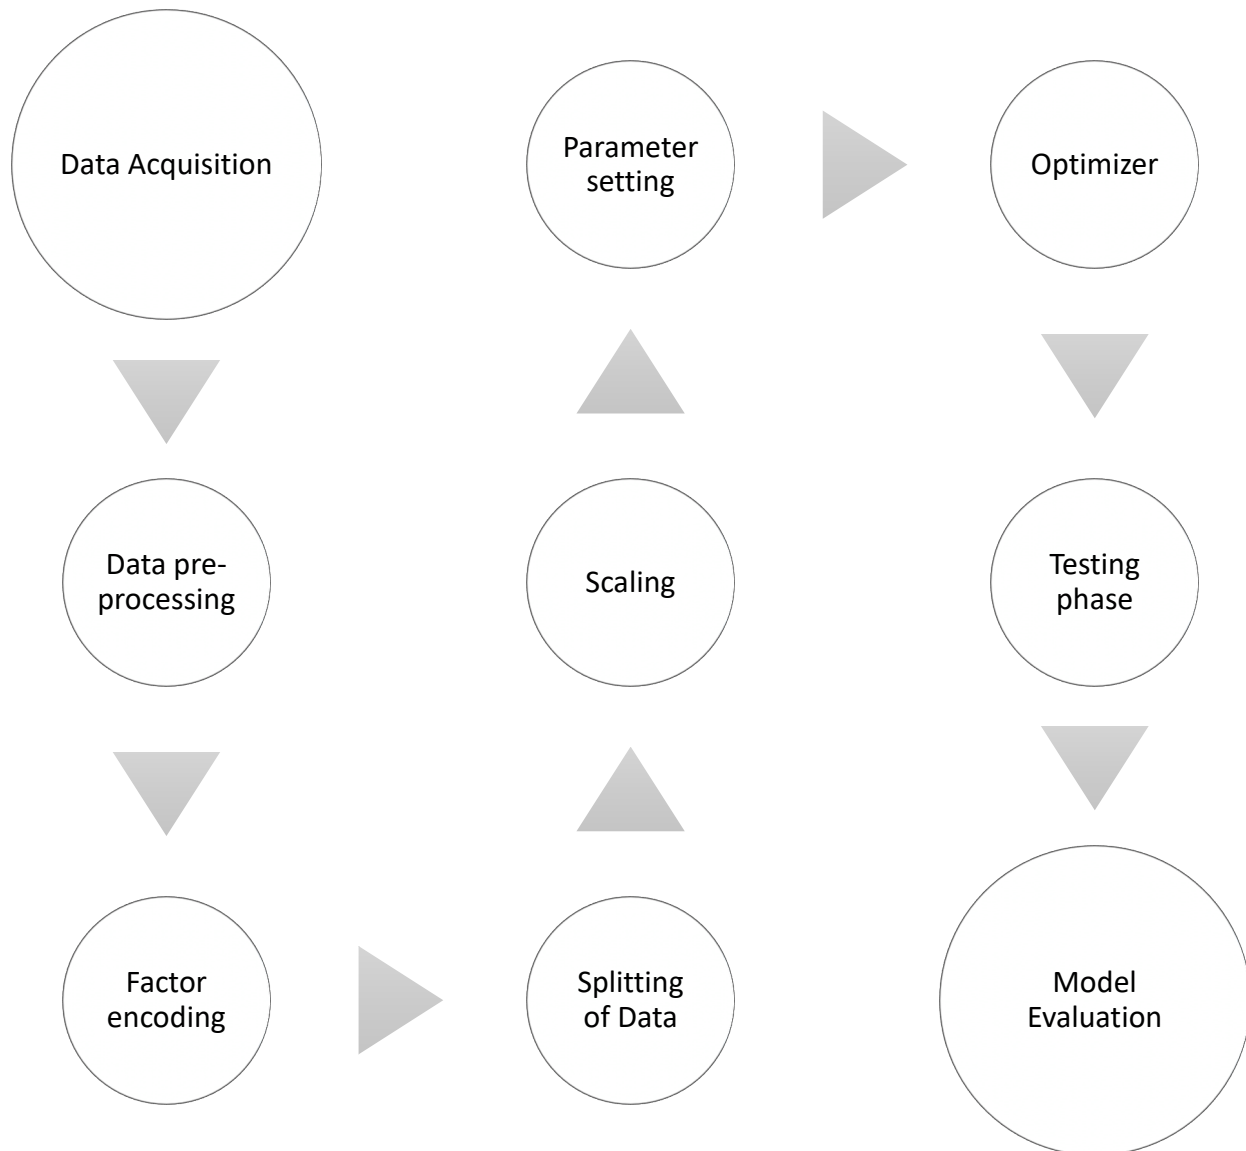 Data Acquisition
Data pre-
processing
Factor
encoding
Splitting
of Data
Scaling
Parameter
setting
Optimizer
Testing
phase
Model
Evaluation